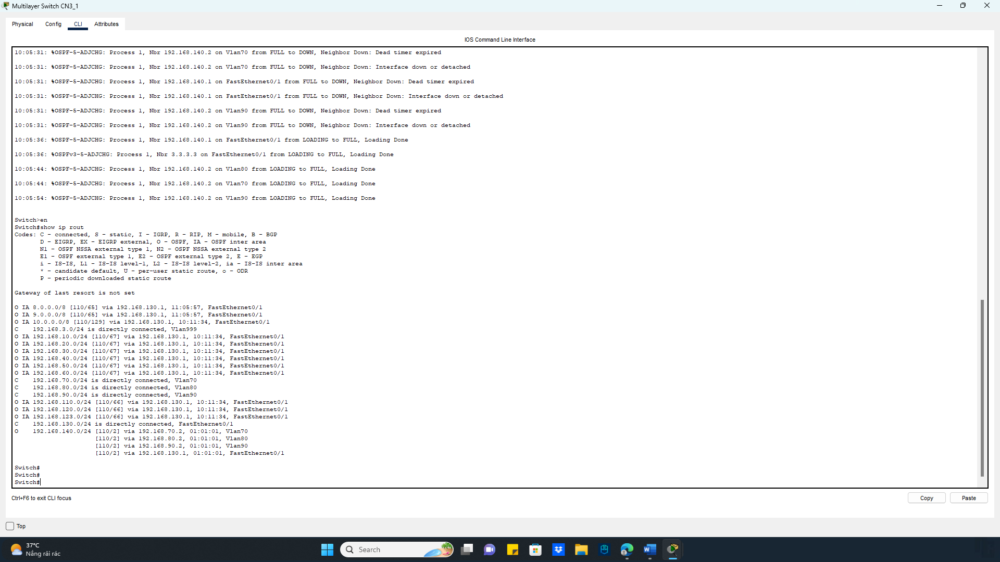 Multilayer Switch CN3_1
Physical Config CLI Attributes
IOS Command Line Interface
10:05:31: %OSPF-5-ADJCHG: Process 1, Nbr 192.168.140.2 on Vlan70 from FULL to DOWN, Neighbor Down: Dead timer expired
10:05:31: %OSPF-5-ADJCHG: Process 1, Nbr 192.168.140.2 on Vlan70 from FULL to DOWN, Neighbor Down: Interface down or detached
10:05:31: %OSPF-5-ADJCHG: Process 1, Nbr 192.168.140.1 on FastEthernet0/1 from FULL to DOWN, Neighbor Down: Dead timer expired
10:05:31: %OSPF-5-ADJCHG: Process 1, Nbr 192.168.140.1 on FastEthernet0/1 from FULL to DOWN, Neighbor Down: Interface down or detached
10:05:31: %OSPF-5-ADJCHG: Process 1, Nbr 192.168.140.2 on Vlan90 from FULL to DOWN, Neighbor Down: Dead timer expired
10:05:31: %OSPF-5-ADJCHG: Process 1, Nbr 192.168.140.2 on Vlan90 from FULL to DOWN, Neighbor Down: Interface down or detached
10:05:36: %OSPF-5-ADJCHG: Process 1, Nbr 192.168.140.1 on FastEthernet0/1 from LOADING to FULL, Loading Done
10:05:36: %OSPFv3-5-ADJCHG: Process 1, Nbr 3.3.3.3 on FastEthernet0/1 from LOADING to FULL, Loading Done
10:05:44: %OSPF-5-ADJCHG: Process 1, Nbr 192.168.140.2 on Vlan80 from LOADING to FULL, Loading Done
10:05:44: %OSPF-5-ADJCHG: Process 1, Nbr 192.168.140.2 on Vlan70 from LOADING to FULL, Loading Done
10:05:54: %OSPF-5-ADJCHG: Process 1, Nbr 192.168.140.2 on Vlan90 from LOADING to FULL, Loading Done
Switch>en
Switch#show ip rout
Codes: C - connected, S - static, I - IGRP, R - RIP, M - mobile, B - BGP
D - EIGRP, EX - EIGRP external, O - OSPF, IA - OSPF inter area
N1 - OSPF NSSA external type 1, N2 - OSPF NSSA external type 2
E1 - OSPF external type 1, E2 - OSPF external type 2, E - EGP
i - IS-IS, L1 - IS-IS level-1, L2 - IS-IS level-2, ia - IS-IS inter area
* - candidate default, U - per-user static route, o - ODR
P - periodic downloaded static route
Gateway of last resort is not set
O IA 8.0.0.0/8 [110/65] via 192.168.130.1, 11:05:57, FastEthernet0/1
O IA 9.0.0.0/8 [110/65] via 192.168.130.1, 11:05:57, FastEthernet0/1
O IA 10.0.0.0/8 [110/129] via 192.168.130.1, 10:11:34, FastEthernet0/1
C 192.168.3.0/24 is directly connected, Vlan999
O IA 192.168.10.0/24 [110/67] via 192.168.130.1, 10:11:34, FastEthernet0/1
O IA 192.168.20.0/24 [110/67] via 192.168.130.1, 10:11:34, FastEthernet0/1
O IA 192.168.30.0/24 [110/67] via 192.168.130.1, 10:11:34, FastEthernet0/1
O IA 192.168.40.0/24 [110/67] via 192.168.130.1, 10:11:34, FastEthernet0/1
O IA 192.168.50.0/24 [110/67] via 192.168.130.1, 10:11:34, FastEthernet0/1
O IA 192.168.60.0/24 [110/67] via 192.168.130.1, 10:11:34, FastEthernet0/1
C 192.168.70.0/24 is directly connected, Vlan70
C 192.168.80.0/24 is directly connected, Vlan80
C 192.168.90.0/24 is directly connected, Vlan90
O IA 192.168.110.0/24 [110/66] via 192.168.130.1, 10:11:34, FastEthernet0/1
O IA 192.168.120.0/24 [110/66] via 192.168.130.1, 10:11:34, FastEthernet0/1
O IA 192.168.123.0/24 [110/66] via 192.168.130.1, 10:11:34, FastEthernet0/1
C 192.168.130.0/24 is directly connected, FastEthernet0/1
O 192.168.140.0/24 [110/2] via 192.168.70.2, 01:01:01, Vlan70
[110/2] via 192.168.80.2, 01:01:01, Vlan80
[110/2] via 192.168.90.2, 01:01:01, Vlan90
[110/2] via 192.168.130.1, 01:01:01, FastEthernet0/1
Switch#
Switch#
Switch#
Ctrl+F6 to exit CLI focus
Copy Paste
Top
37°C
Nắng rải rác
Search